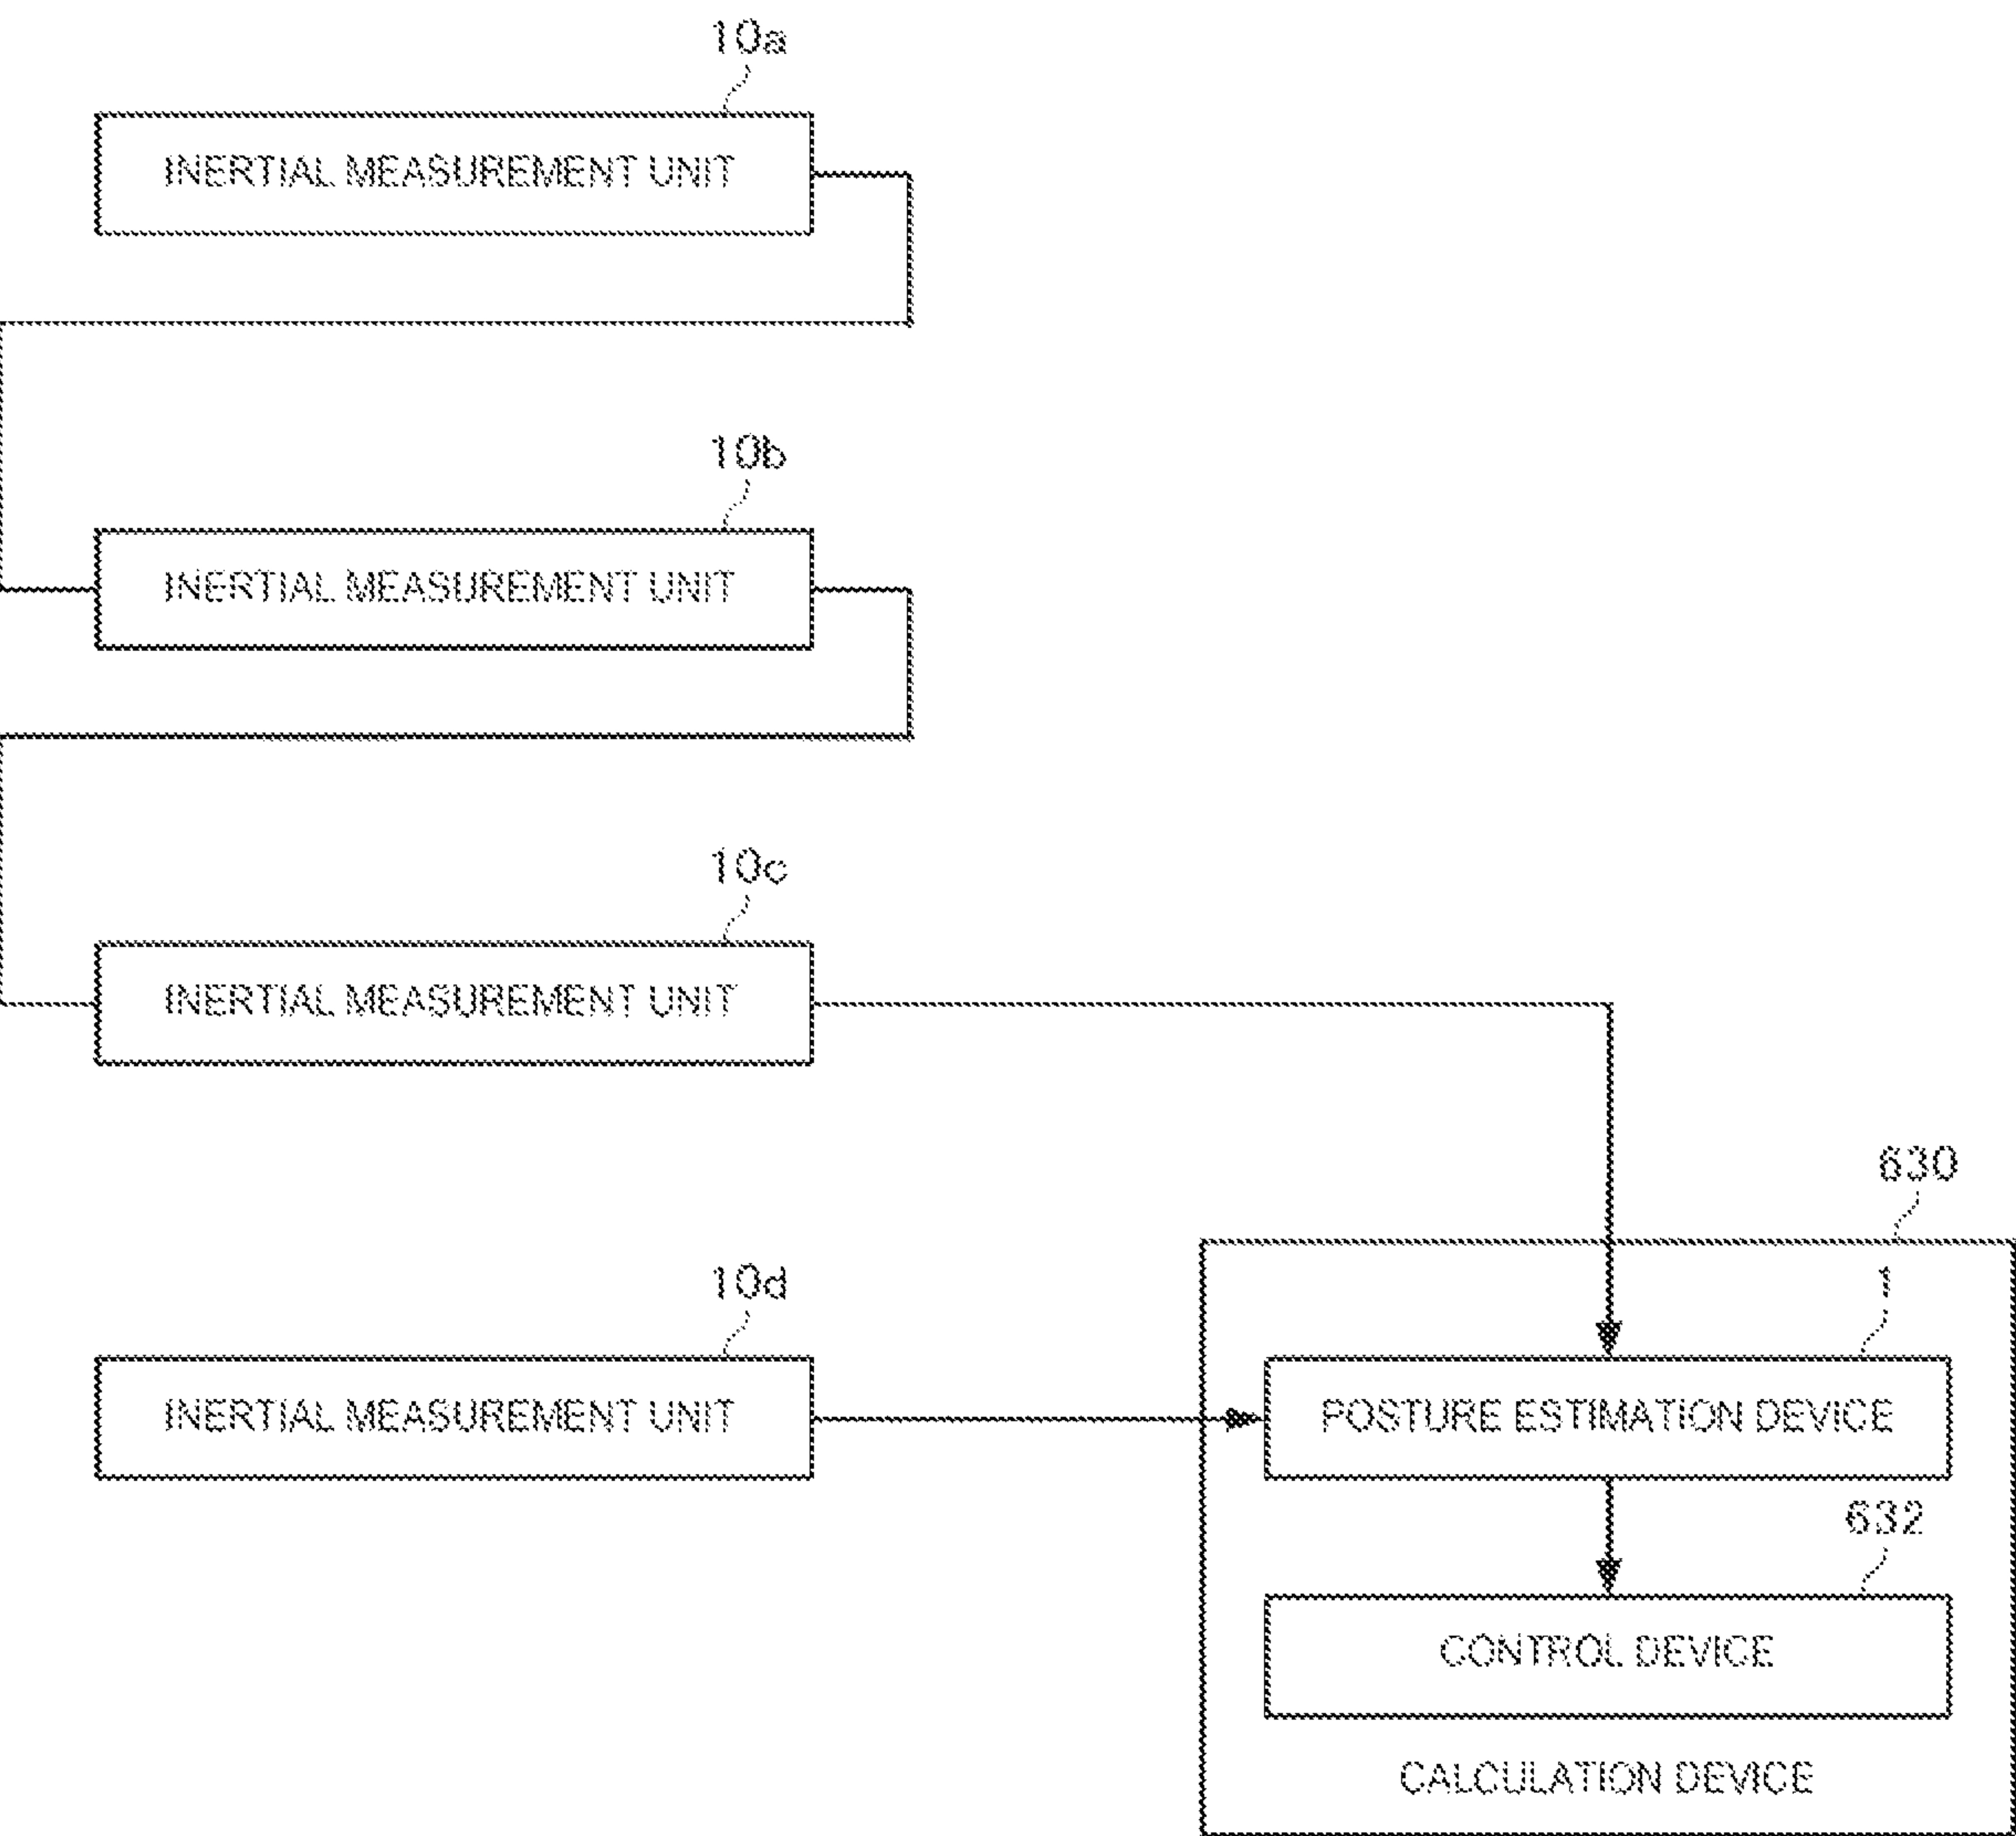 10a
INERTIAL MEASUREMENT UNIT
10b
INERTIAL MEASUREMENT UNIT
10c
INERTIAL MEASUREMENT UNIT
630
10d
1
INERTIAL MEASUREMENT UNIT
POSTURE ESTIMATION DEVICE
632
CONTROL DEVICE
CALCULATION DEVICE